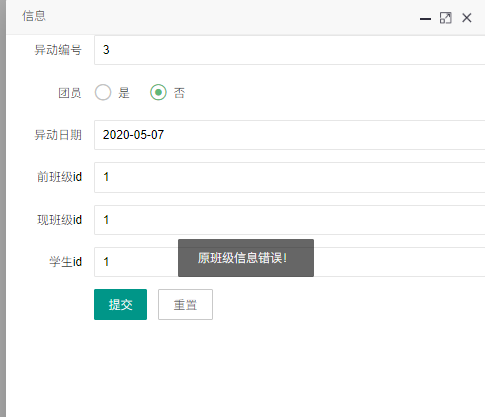 信息
异动编号 3
团员 是 否
异动日期 2020-05-07
前班级id 1
现班级id 1
学生id 1
原班级信息错误！
提交 重置